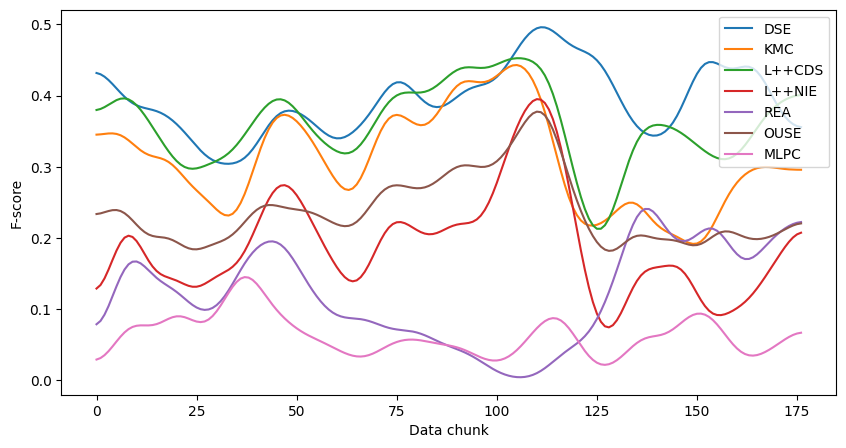 0.5
0.4
0.3
0.2
0.1
0.0
F-score
0 25 50 75 100 125 150 175
Data chunk
DSE
KMC
L++CDS
L++NIE
REA
OUSE
MLPC